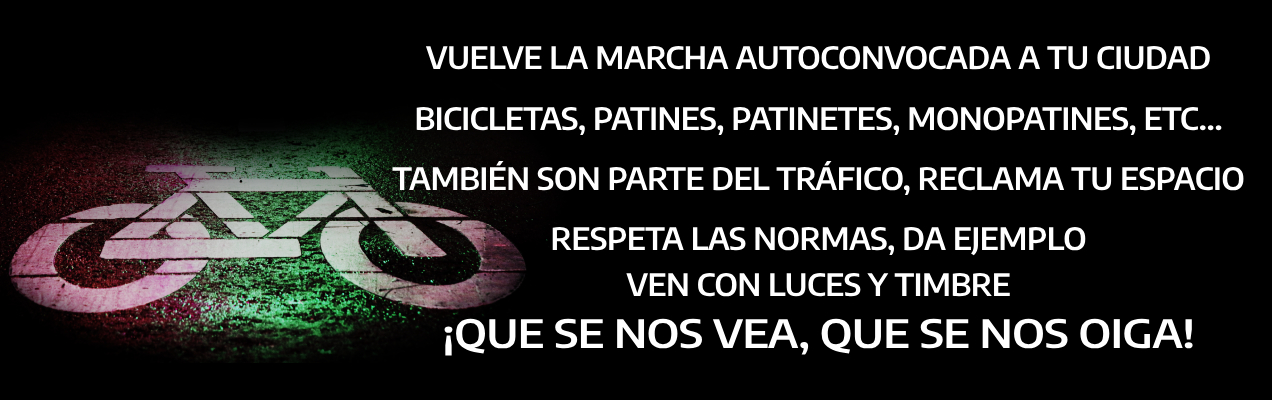 VUELVE LA MARCHA AUTOCONVOCADA A TU CIUDAD
BICICLETAS, PATINES, PATINETES, MONOPATINES, ETC...
TAMBIÉN SON PARTE DEL TRÁFICO, RECLAMA TU ESPACIO
RESPETA LAS NORMAS, DA EJEMPLO
VEN CON LUCES Y TIMBRE
¡QUE SE NOS VEA, QUE SE NOS OIGA!